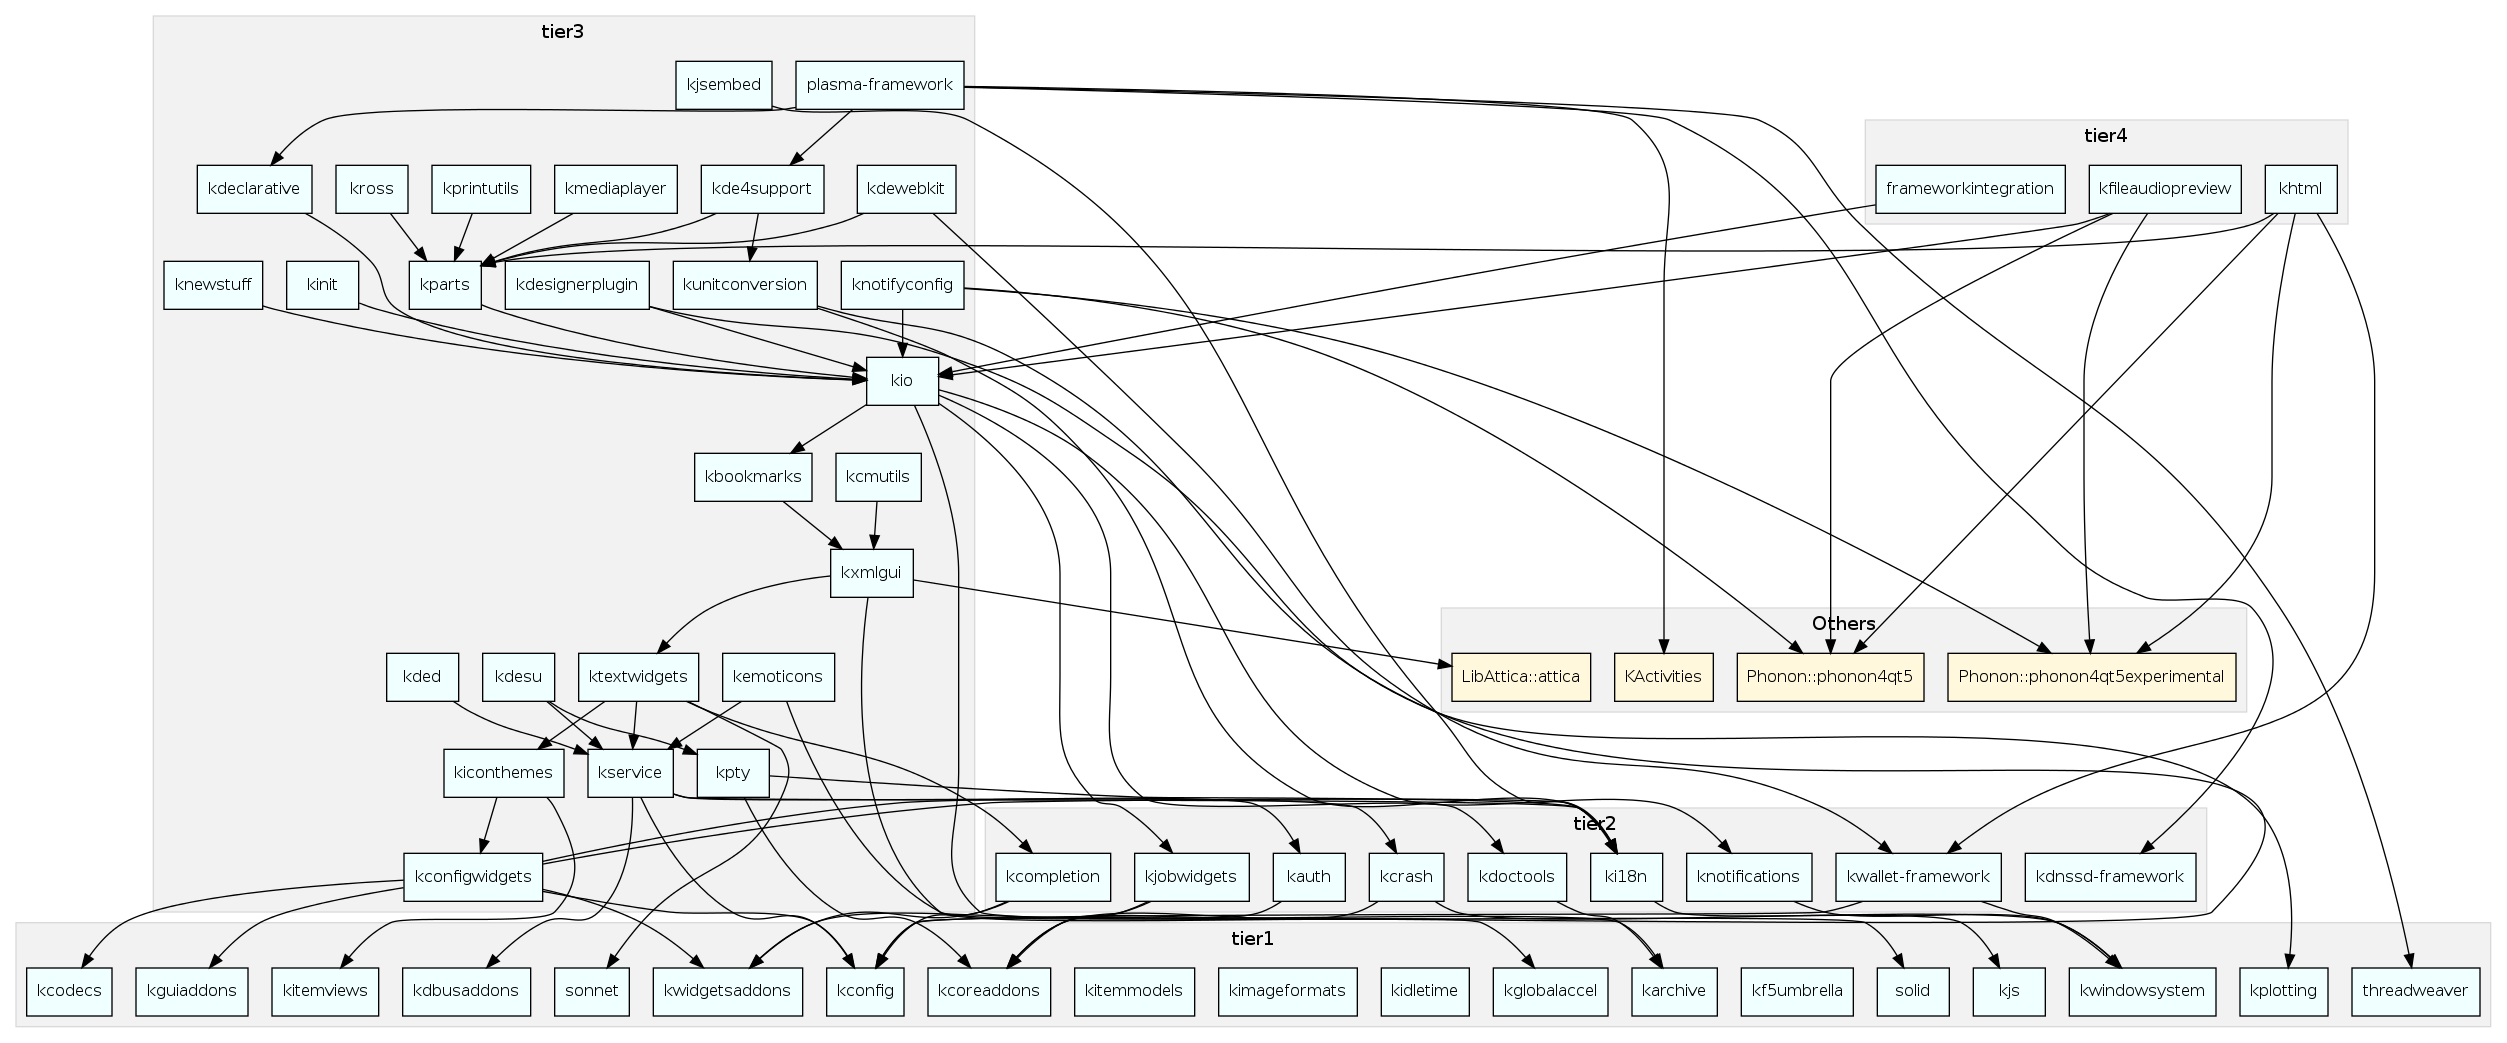 tier3
kjsembed
plasma-framework
tier4
kdeclarative
kross
kprintutils
kmediaplayer
kde4support
kdewebkit
frameworkintegration
kfileaudiopreview
khtml
knewstuff
kinit
kparts
kdesignerplugin
kunitconversion
knotifyconfig
kio
kbookmarks
kcmutils
kxmlgui
Others
kded
kdesu
ktextwidgets
kemoticons
LibAttica::attica
KActivities
Phonon::phonon4qt5
Phonon::phonon4qt5experimental
kiconthemes
kservice
kpty
tier2
kconfigwidgets
kcompletion
kjobwidgets
kauth
kcrash
kdoctools
ki18n
knotifications
kwallet-framework
kdnssd-framework
tier1
kcodecs
kguiaddons
kitemviews
kdbusaddons
sonnet
kwidgetsaddons
kconfig
kcoreaddons
kitemmodels
kimageformats
kidletime
kglobalaccel
karchive
kf5umbrella
solid
kjs
kwindowsystem
kplotting
threadweaver